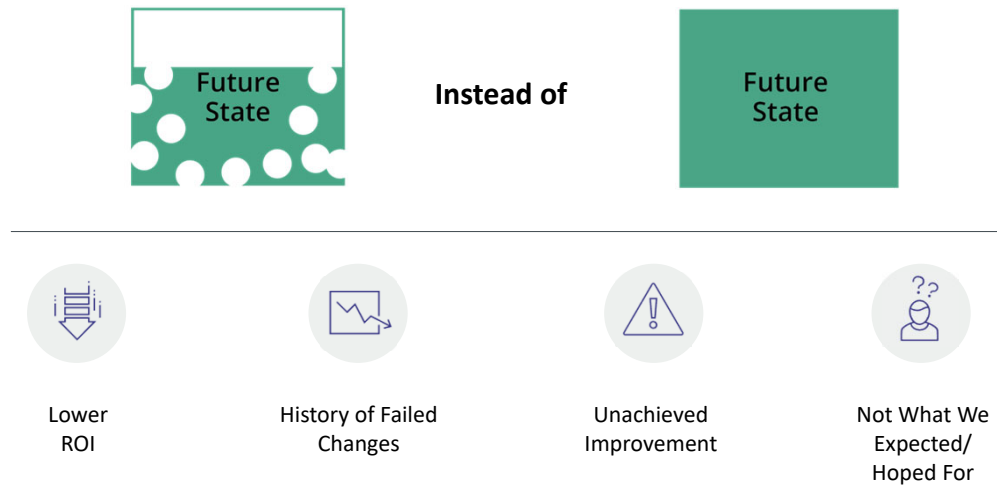 Future
State
Instead of
Future
State
??
Lower
ROI
History of Failed
Changes
Unachieved
Improvement
Not What We
Expected/
Hoped For